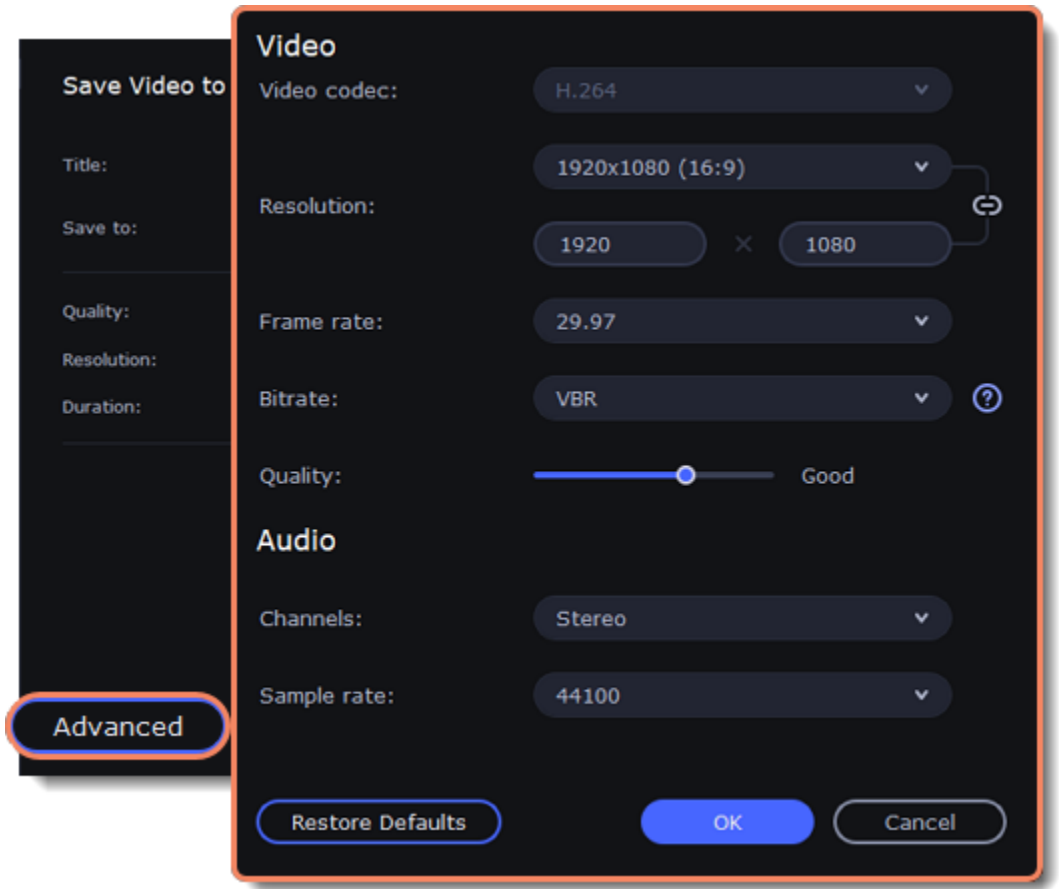 Save Video to
Title:
Save to:
Quality:
Resolution:
Duration:
Advanced
Video
Video codec: H.264
Resolution: 1920x1080 (16:9)
1920 × 1080
Frame rate: 29.97
Bitrate: VBR ?
Quality: Good
Audio
Channels: Stereo
Sample rate: 44100
Restore Defaults OK Cancel